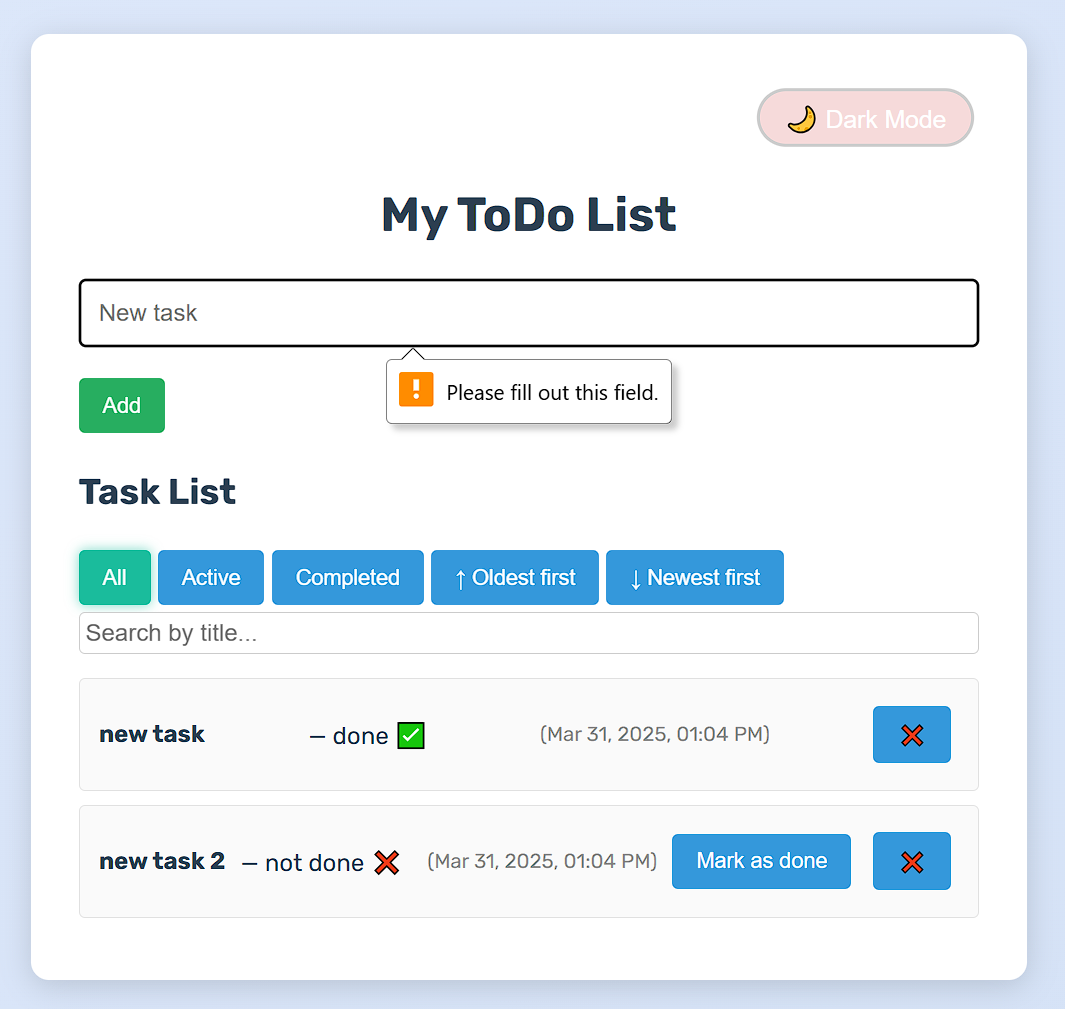 🌙 Dark Mode
My ToDo List
New task
Please fill out this field.
Add
Task List
All Active Completed ↑ Oldest first ↓ Newest first
Search by title...
new task – done ✅ (Mar 31, 2025, 01:04 PM) ❌
new task 2 – not done ❌ (Mar 31, 2025, 01:04 PM) Mark as done ❌